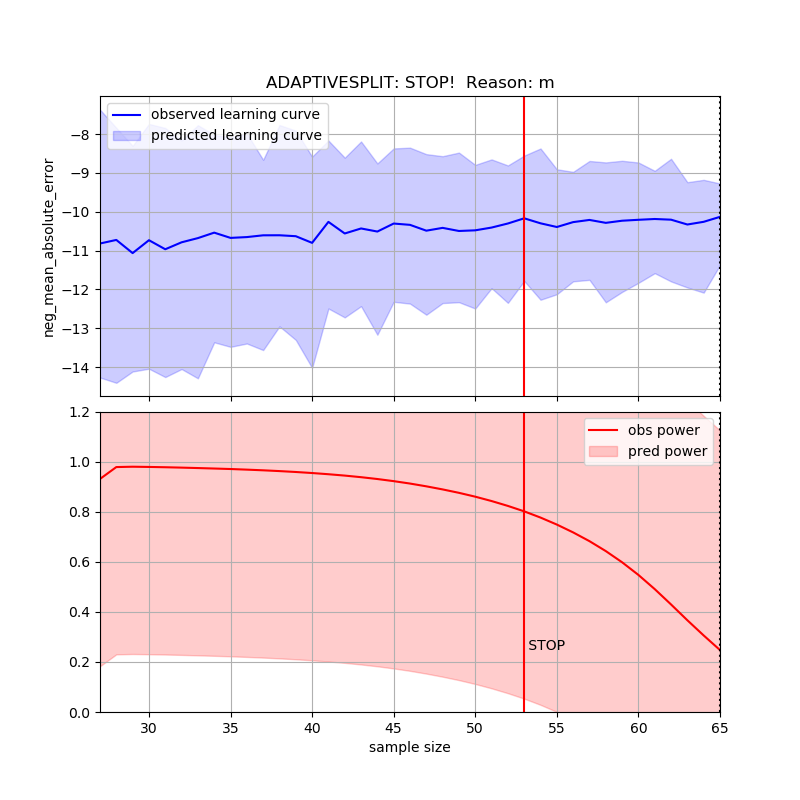 ADAPTIVESPLIT: STOP!  Reason: m
observed learning curve
predicted learning curve
neg_mean_absolute_error
−8
−9
−10
−11
−12
−13
−14
obs power
pred power
1.2
1.0
0.8
0.6
0.4
0.2
0.0
STOP
30 35 40 45 50 55 60 65
sample size